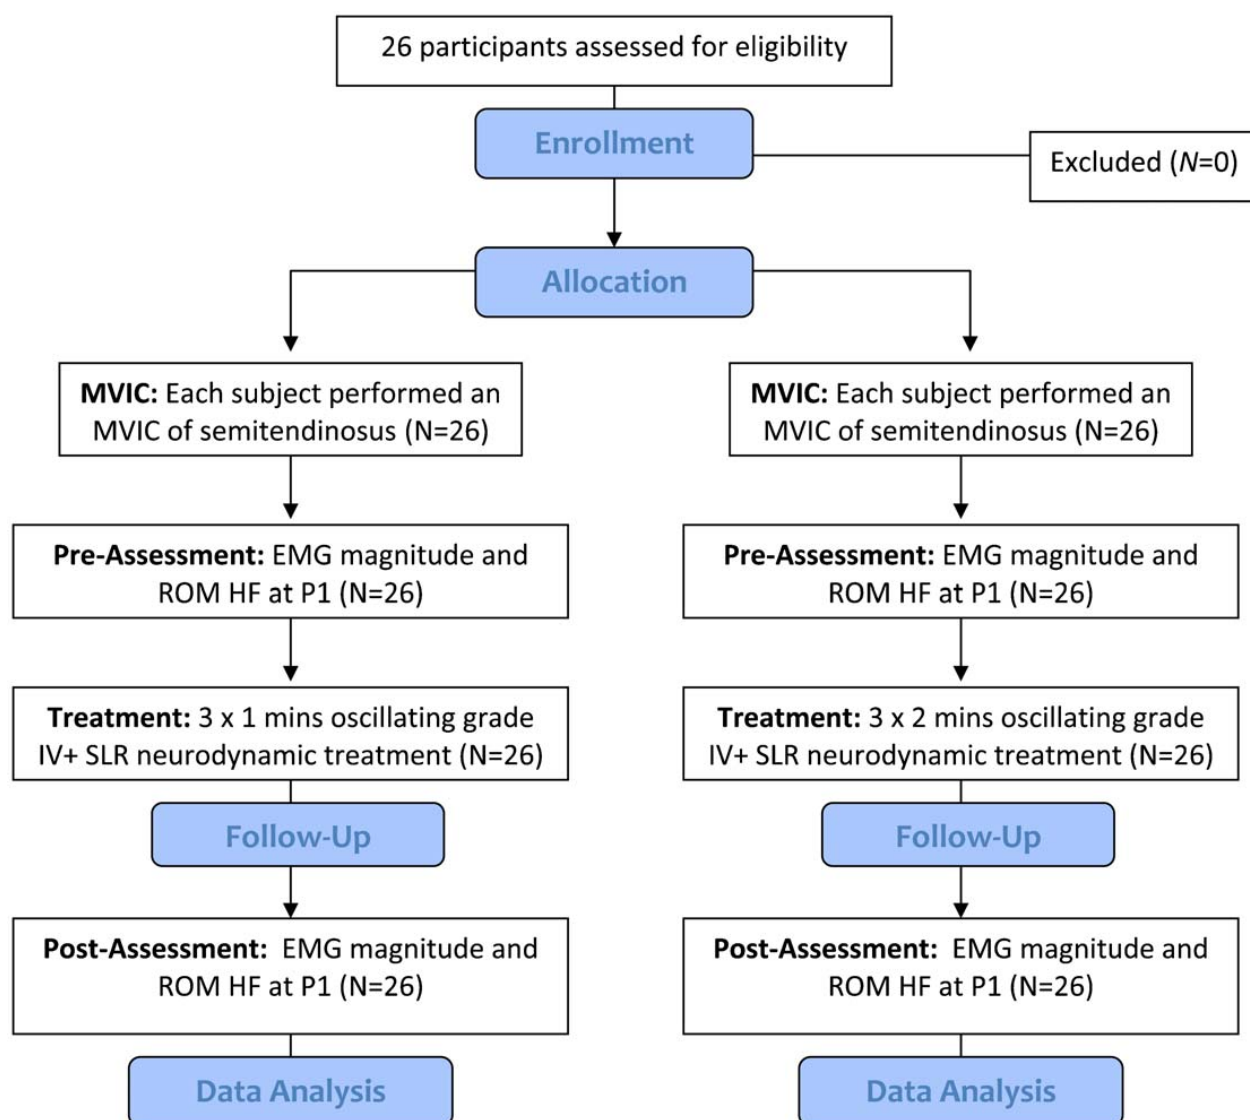 26 participants assessed for eligibility
Enrollment
Excluded (N=0)
Allocation
MVIC: Each subject performed an
MVIC of semitendinosus (N=26)
Pre-Assessment: EMG magnitude and
ROM HF at P1 (N=26)
Treatment: 3 x 1 mins oscillating grade
IV+ SLR neurodynamic treatment (N=26)
Follow-Up
Post-Assessment:  EMG magnitude and
ROM HF at P1 (N=26)
Data Analysis
MVIC: Each subject performed an
MVIC of semitendinosus (N=26)
Pre-Assessment: EMG magnitude and
ROM HF at P1 (N=26)
Treatment: 3 x 2 mins oscillating grade
IV+ SLR neurodynamic treatment (N=26)
Follow-Up
Post-Assessment:  EMG magnitude and
ROM HF at P1 (N=26)
Data Analysis